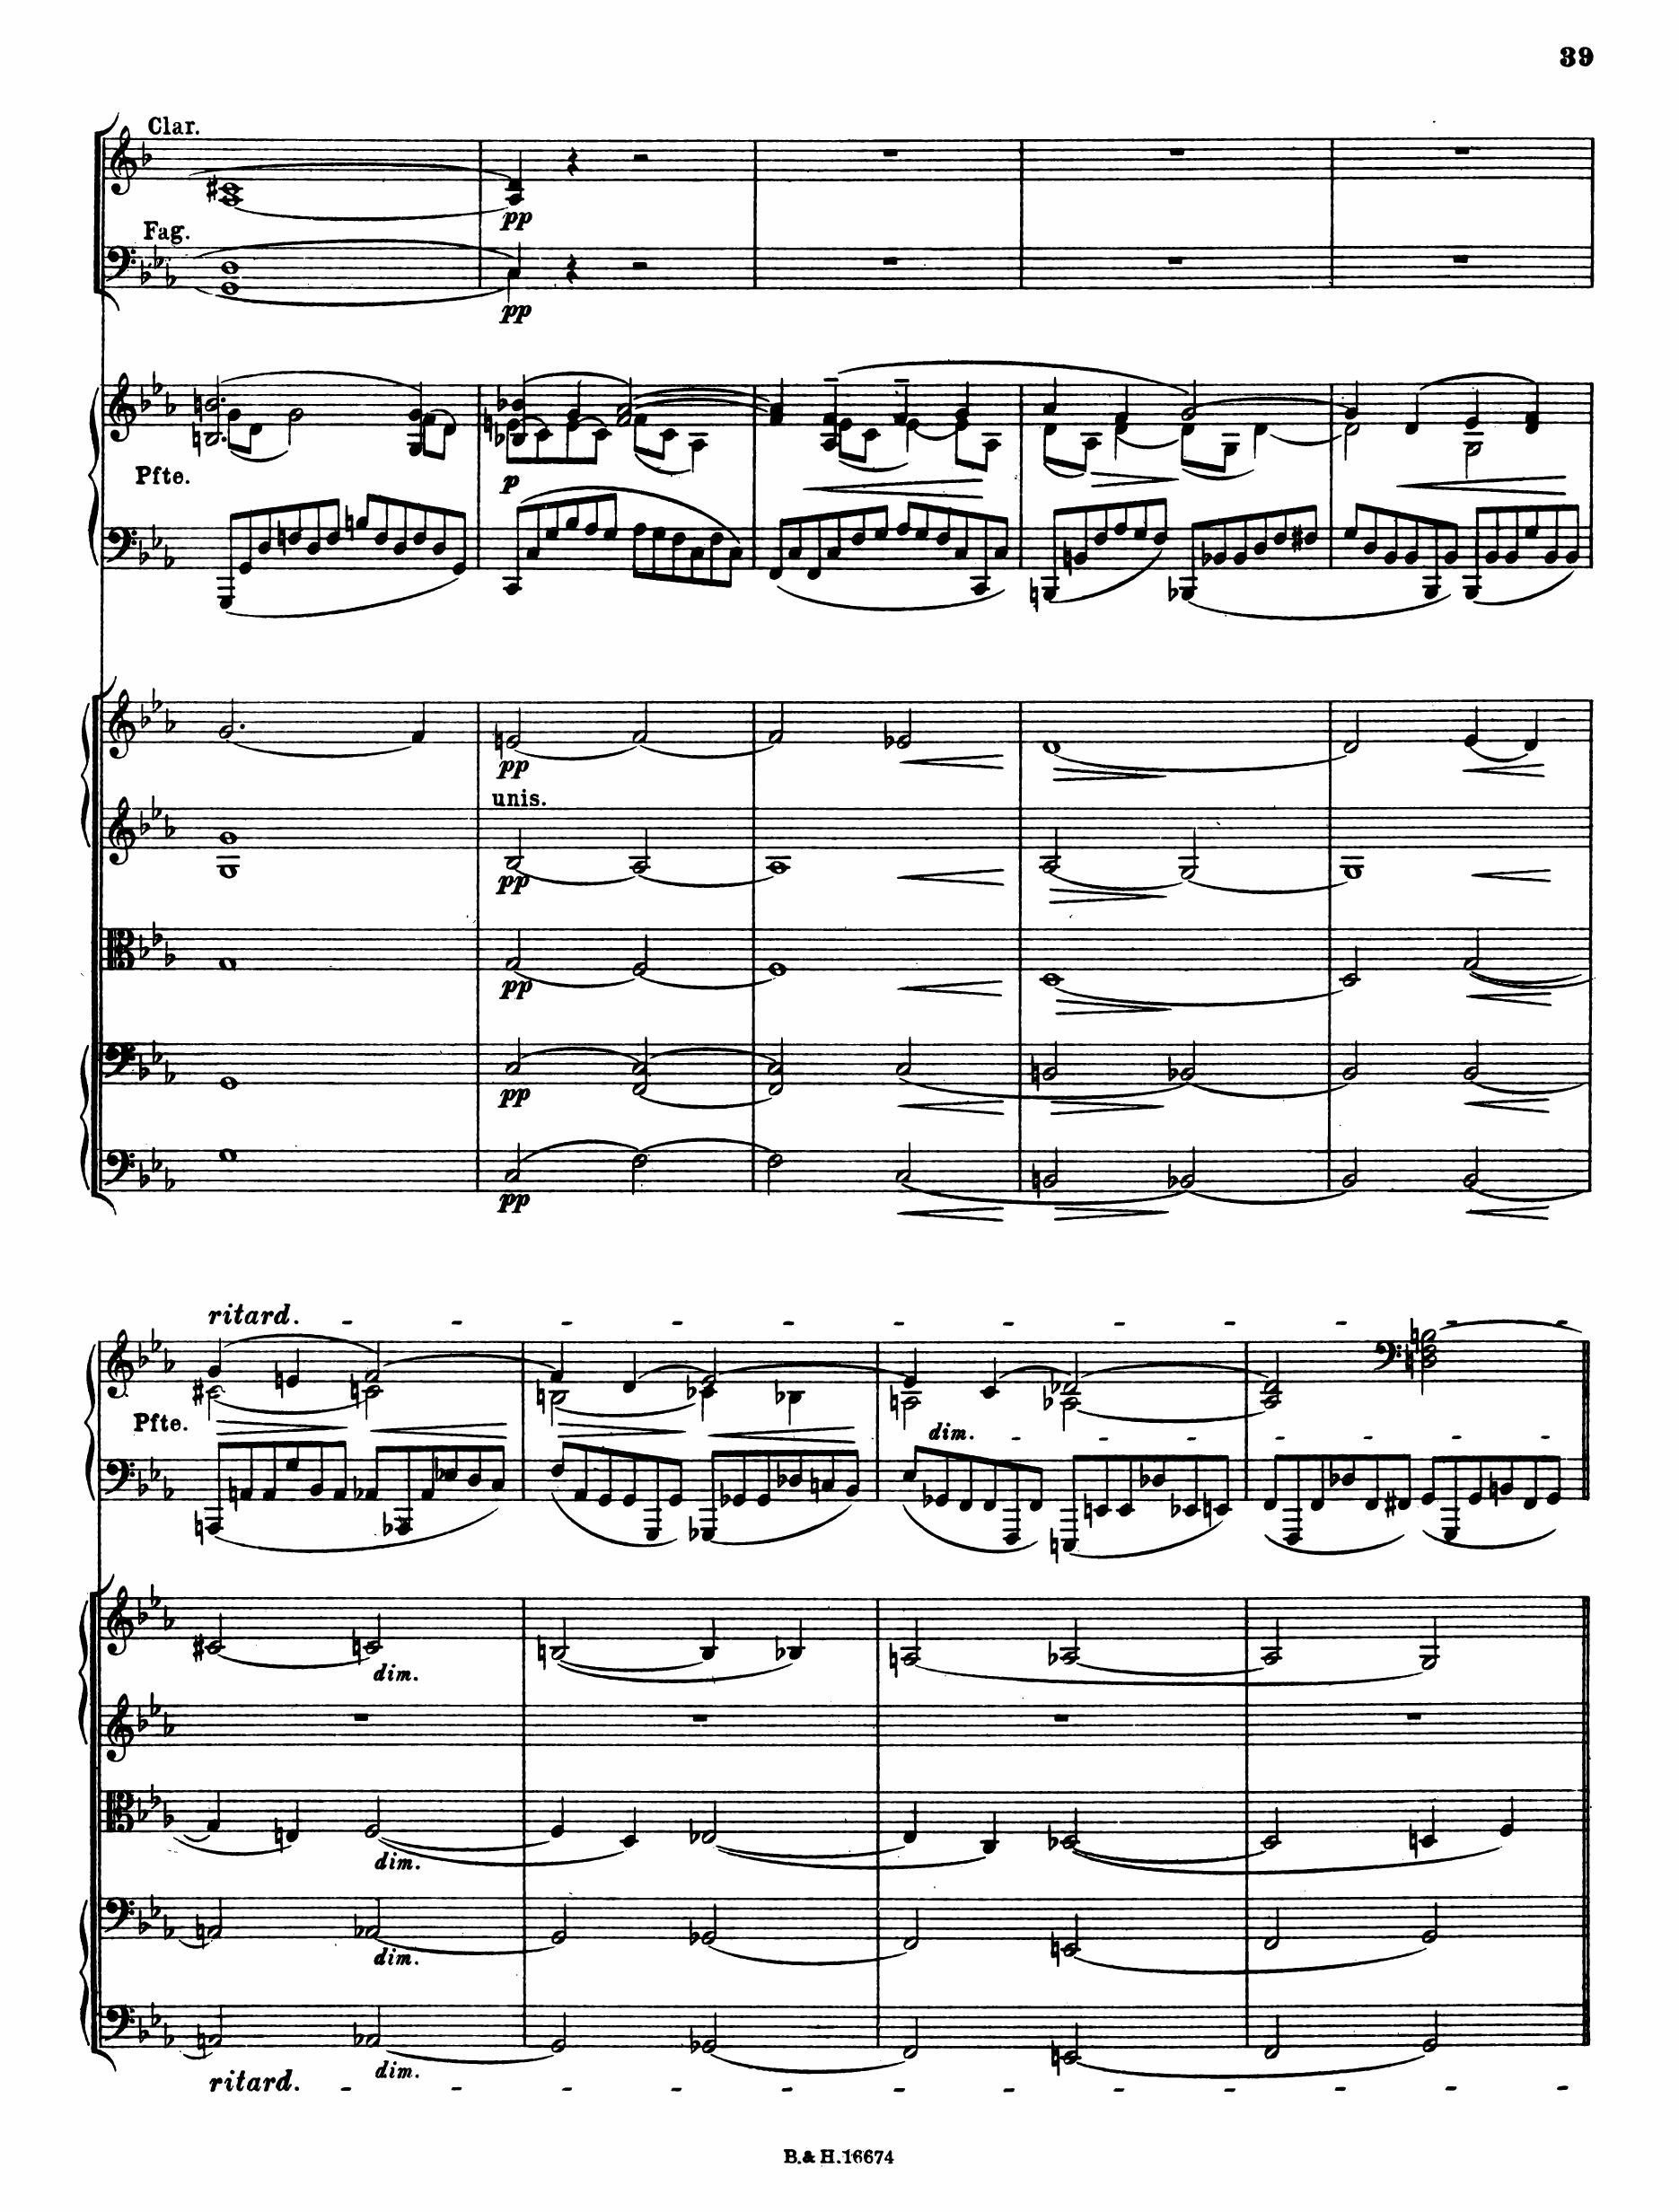 39
Clar.
pp
Fag.
pp
Pfte.
p
pp
unis.
pp
pp
pp
pp
ritard.
Pfte.
dim.
dim.
dim.
dim.
dim.
ritard.
B. & H. 16674